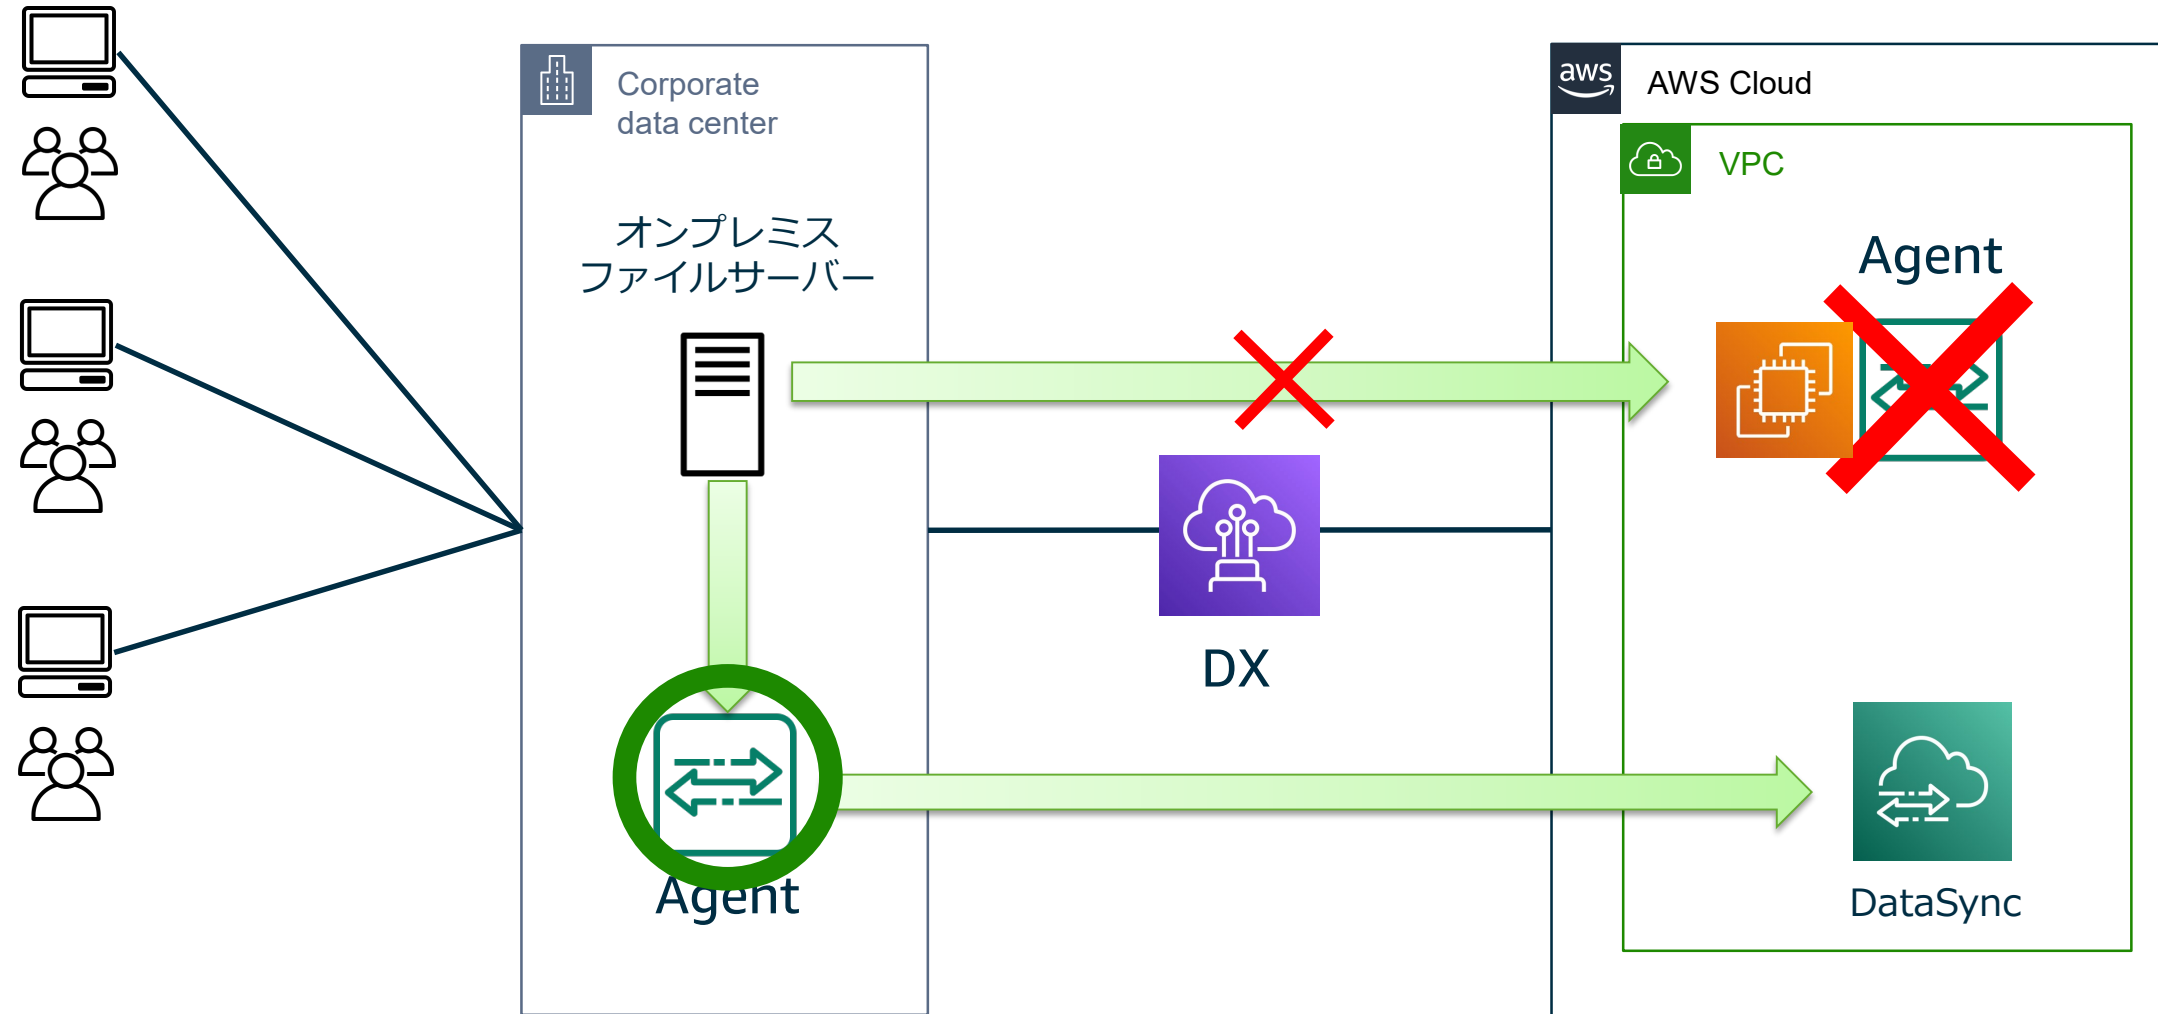 Corporate
data center
オンプレミス
ファイルサーバー
Agent
DX
aws
AWS Cloud
VPC
Agent
DataSync